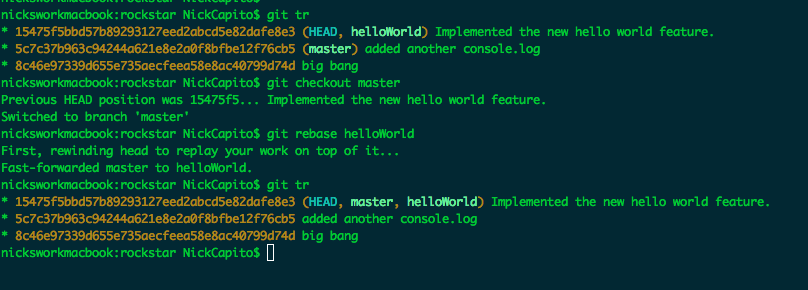 nicksworkmacbook:rockstar NickCapito$ git tr
* 15475f5bbd57b89293127eed2abcd5e82dafe8e3 (HEAD, helloWorld) Implemented the new hello world feature.
* 5c7c37b963c94244a621e8e2a0f8bfbe12f76cb5 (master) added another console.log
* 8c46e97339d655e735aecfeea58e8ac40799d74d big bang
nicksworkmacbook:rockstar NickCapito$ git checkout master
Previous HEAD position was 15475f5... Implemented the new hello world feature.
Switched to branch 'master'
nicksworkmacbook:rockstar NickCapito$ git rebase helloWorld
First, rewinding head to replay your work on top of it...
Fast-forwarded master to helloWorld.
nicksworkmacbook:rockstar NickCapito$ git tr
* 15475f5bbd57b89293127eed2abcd5e82dafe8e3 (HEAD, master, helloWorld) Implemented the new hello world feature.
* 5c7c37b963c94244a621e8e2a0f8bfbe12f76cb5 added another console.log
* 8c46e97339d655e735aecfeea58e8ac40799d74d big bang
nicksworkmacbook:rockstar NickCapito$